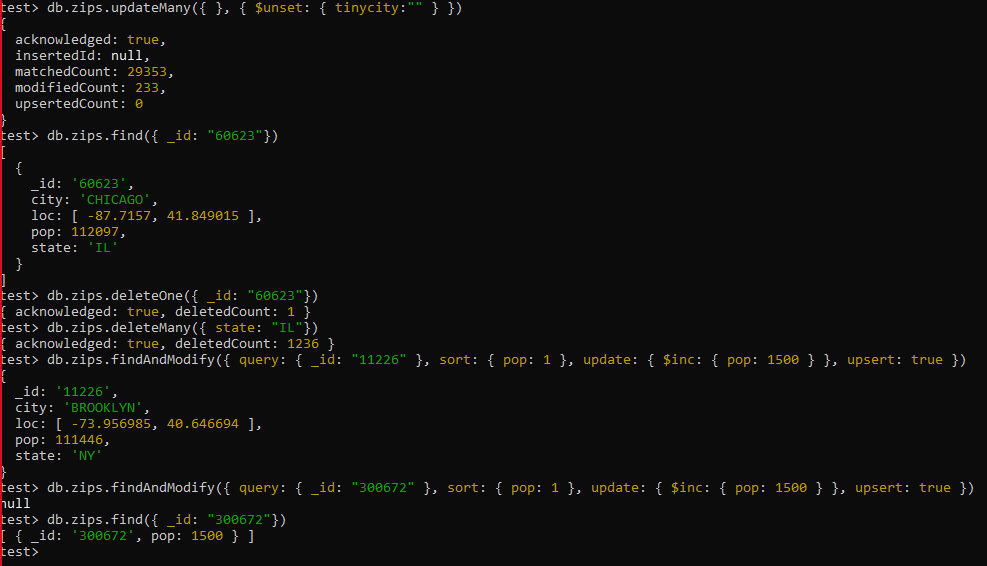 test> db.zips.updateMany({ }, { $unset: { tinycity:"" } })
{
  acknowledged: true,
  insertedId: null,
  matchedCount: 29353,
  modifiedCount: 233,
  upsertedCount: 0
}
test> db.zips.find({ _id: "60623"})
[
  {
    _id: '60623',
    city: 'CHICAGO',
    loc: [ -87.7157, 41.849015 ],
    pop: 112097,
    state: 'IL'
  }
]
test> db.zips.deleteOne({ _id: "60623"})
{ acknowledged: true, deletedCount: 1 }
test> db.zips.deleteMany({ state: "IL"})
{ acknowledged: true, deletedCount: 1236 }
test> db.zips.findAndModify({ query: { _id: "11226" }, sort: { pop: 1 }, update: { $inc: { pop: 1500 } }, upsert: true })
{
  _id: '11226',
  city: 'BROOKLYN',
  loc: [ -73.956985, 40.646694 ],
  pop: 111446,
  state: 'NY'
}
test> db.zips.findAndModify({ query: { _id: "300672" }, sort: { pop: 1 }, update: { $inc: { pop: 1500 } }, upsert: true })
null
test> db.zips.find({ _id: "300672"})
[ { _id: '300672', pop: 1500 } ]
test>